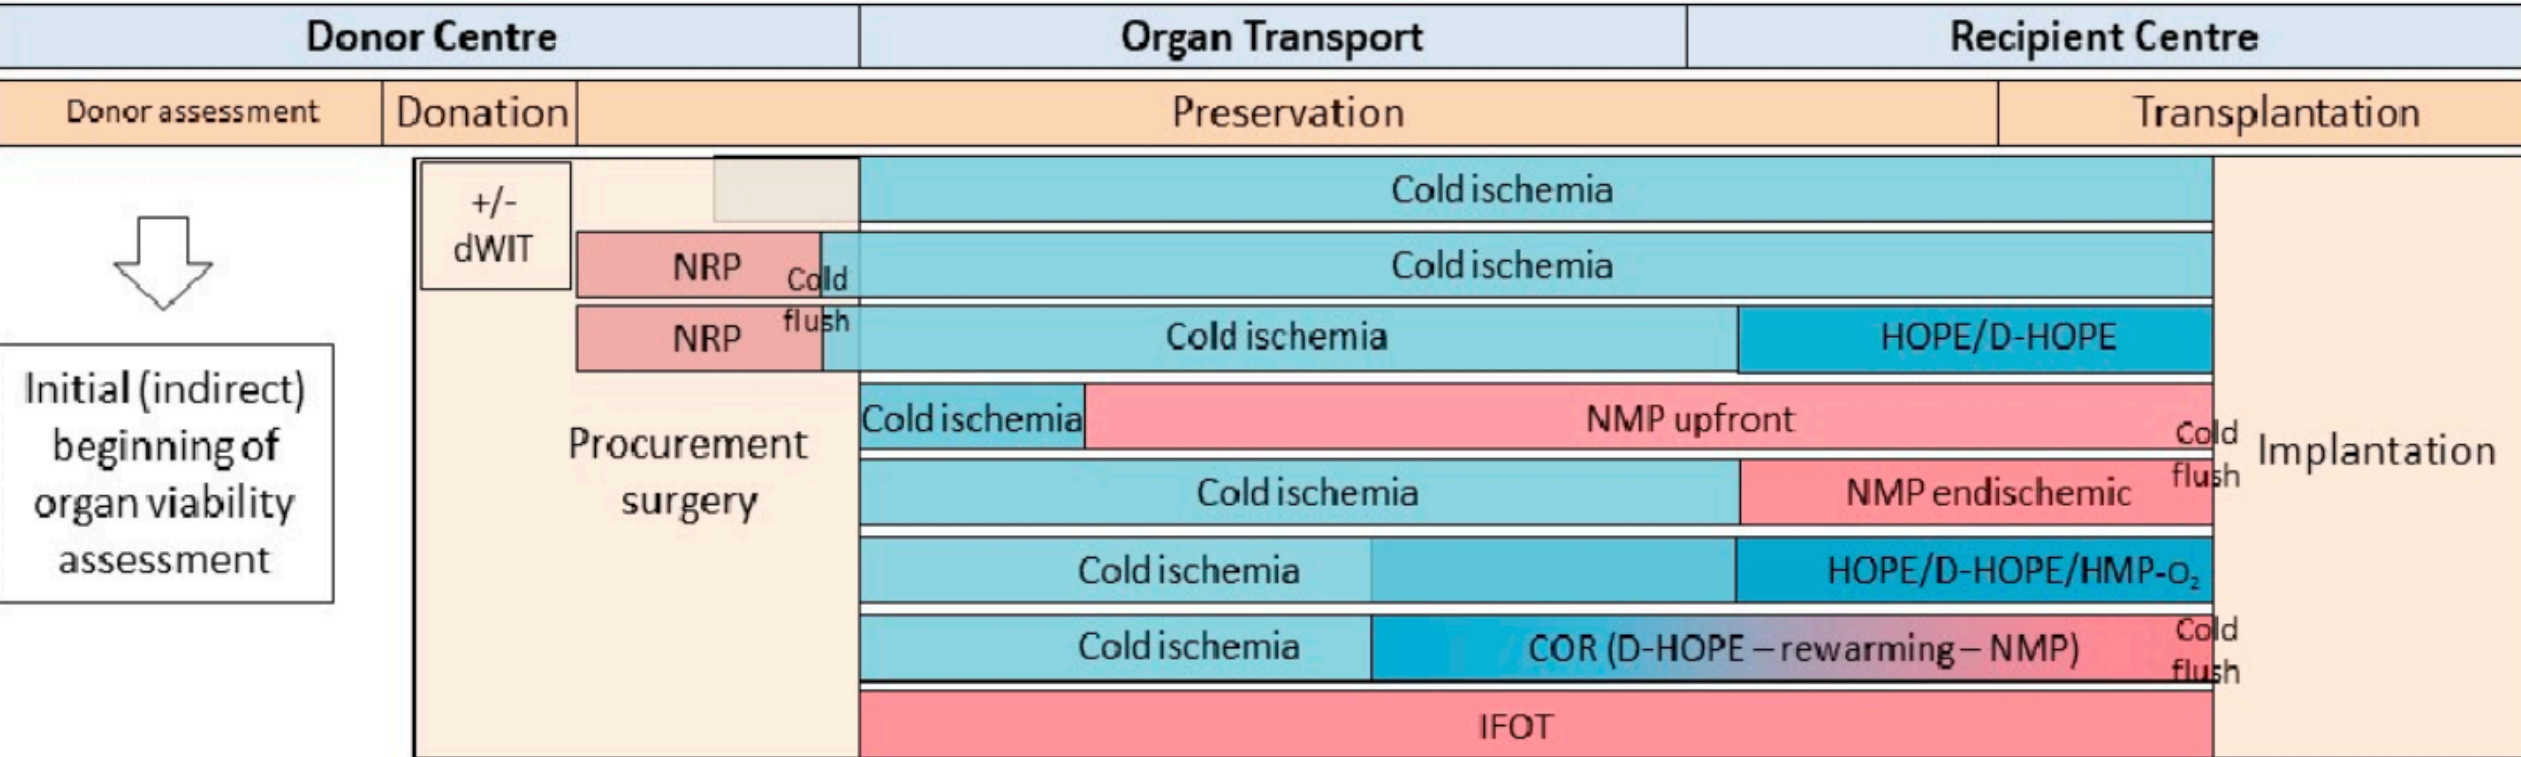 Donor Centre
Organ Transport
Recipient Centre
Donor assessment
Donation
Preservation
Transplantation
+/-
dWIT
Cold ischemia
NRP
Cold
flush
Cold ischemia
NRP
Cold ischemia
HOPE/D-HOPE
Initial (indirect)
beginning of
organ viability
assessment
Procurement
surgery
Cold ischemia
NMP upfront
Cold
flush
Implantation
Cold ischemia
NMP endischemic
Cold ischemia
HOPE/D-HOPE/HMP-O₂
Cold ischemia
COR (D-HOPE – rewarming – NMP)
Cold
flush
IFOT